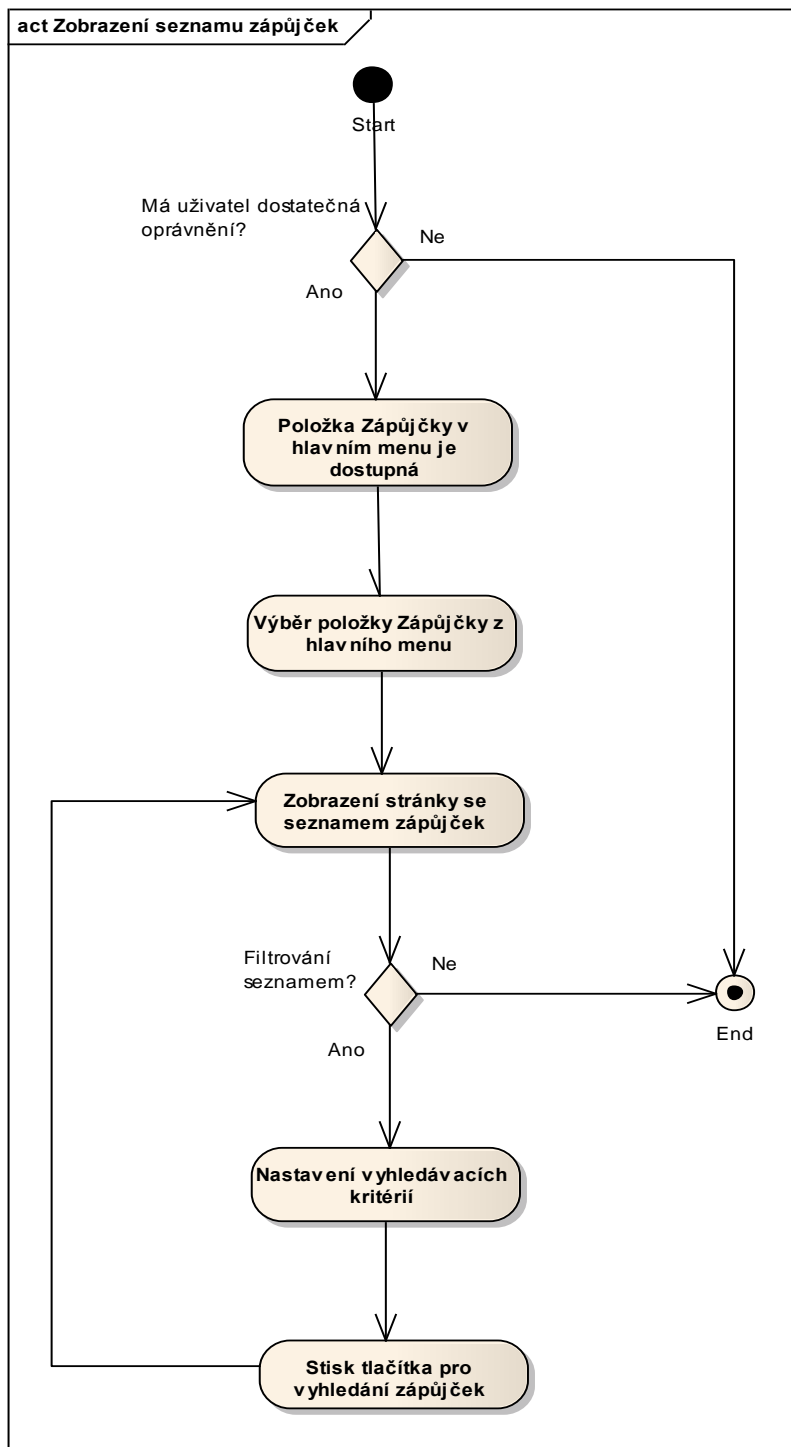 act Zobrazení seznamu zápůjček
Start
Má uživatel dostatečná
oprávnění?
Ne
Ano
Položka Zápůjčky v
hlavním menu je
dostupná
Výběr položky Zápůjčky z
hlavního menu
Zobrazení stránky se
seznamem zápůjček
Filtrování
seznamem?
Ne
End
Ano
Nastavení vyhledávacích
kritérií
Stisk tlačítka pro
vyhledání zápůjček